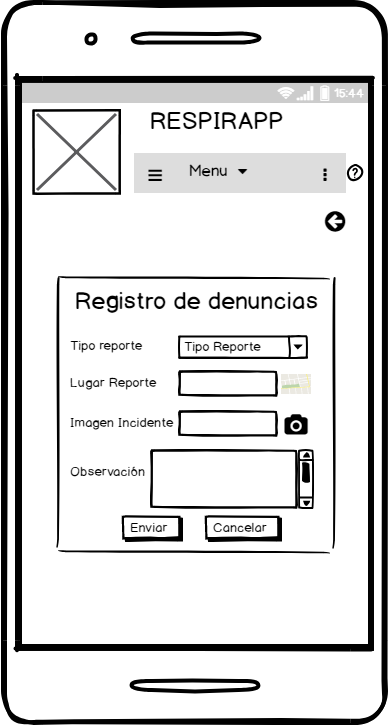 15:44
RESPIRAPP
Menu
Registro de denuncias
Tipo reporte
Tipo Reporte
Lugar Reporte
Imagen Incidente
Observación
Enviar
Cancelar